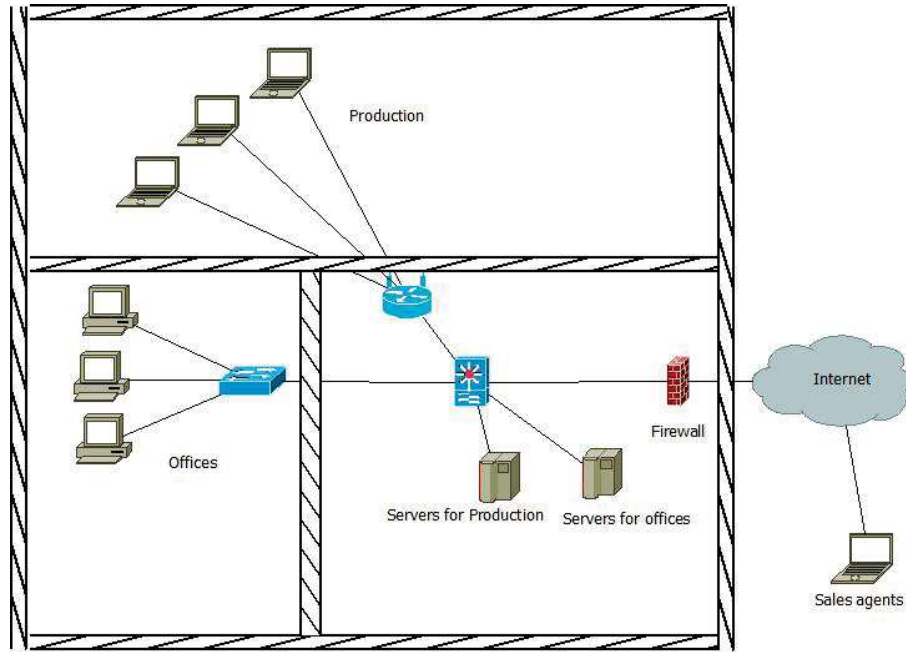 Production
Internet
Firewall
Offices
Servers for Production
Servers for offices
Sales agents